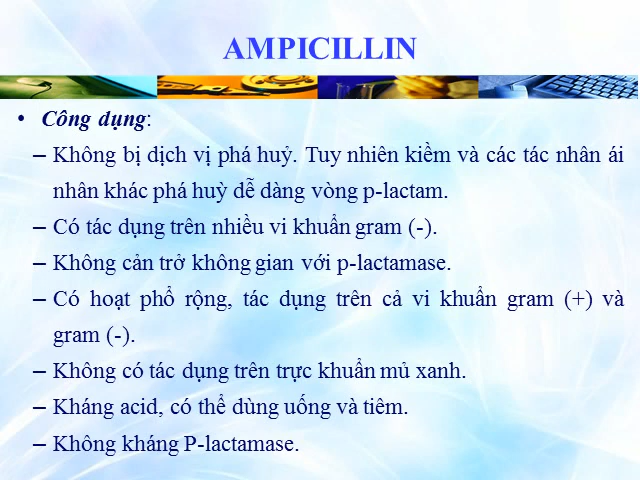 AMPICILLIN
• Công dụng:
– Không bị dịch vị phá huỷ. Tuy nhiên kiềm và các tác nhân ái
nhân khác phá huỳ dễ dàng vòng p-lactam.
– Có tác dụng trên nhiều vi khuẩn gram (-).
– Không cản trở không gian với p-lactamase.
– Có hoạt phổ rộng, tác dụng trên cả vi khuẩn gram (+) và
gram (-).
– Không có tác dụng trên trực khuẩn mủ xanh.
– Kháng acid, có thể dùng uống và tiêm.
– Không kháng P-lactamase.